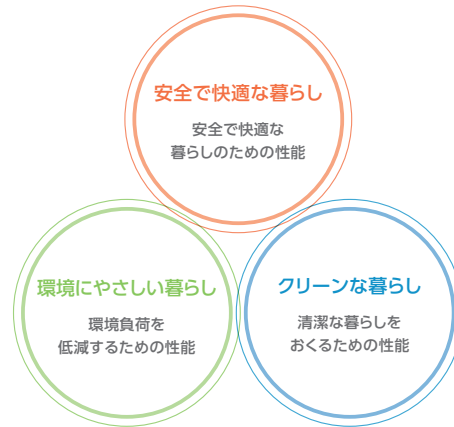 安全で快適な暮らし
安全で快適な
暮らしのための性能
環境にやさしい暮らし
環境負荷を
低減するための性能
クリーンな暮らし
清潔な暮らしを
おくるための性能